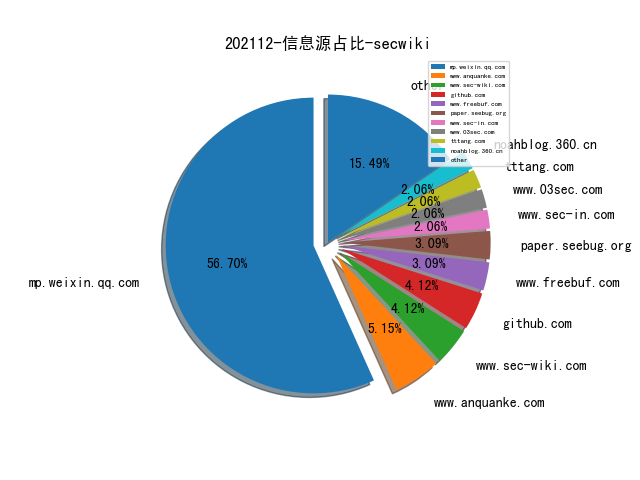 202112-信息源占比-secwiki
mp.weixin.qq.com
www.anquanke.com
www.sec-wiki.com
github.com
www.freebuf.com
paper.seebug.org
www.sec-in.com
www.03sec.com
tttang.com
noahblog.360.cn
other
oth
noahblog.360.cn
tttang.com
www.03sec.com
www.sec-in.com
paper.seebug.org
www.freebuf.com
github.com
www.sec-wiki.com
www.anquanke.com
mp.weixin.qq.com
15.49%
2.06%
2.06%
2.06%
2.06%
3.09%
3.09%
4.12%
4.12%
5.15%
56.70%